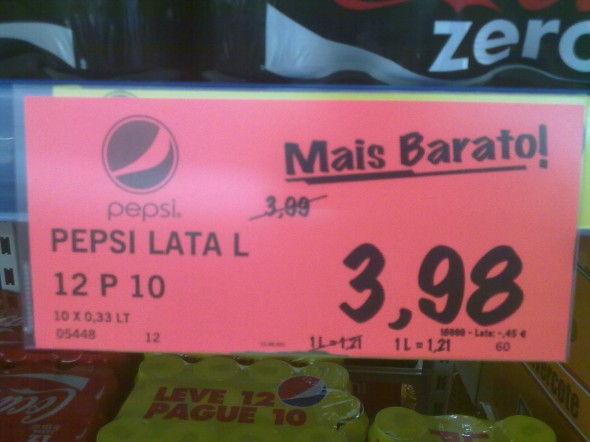 zero
Mais Barato!
pepsi.
3,99
PEPSI LATA L
3,98
12 P 10
10 X 0,33 LT
05448 12
1 L = 1,21 1 L = 1,21 60
LEVE 12
PAGUE 10